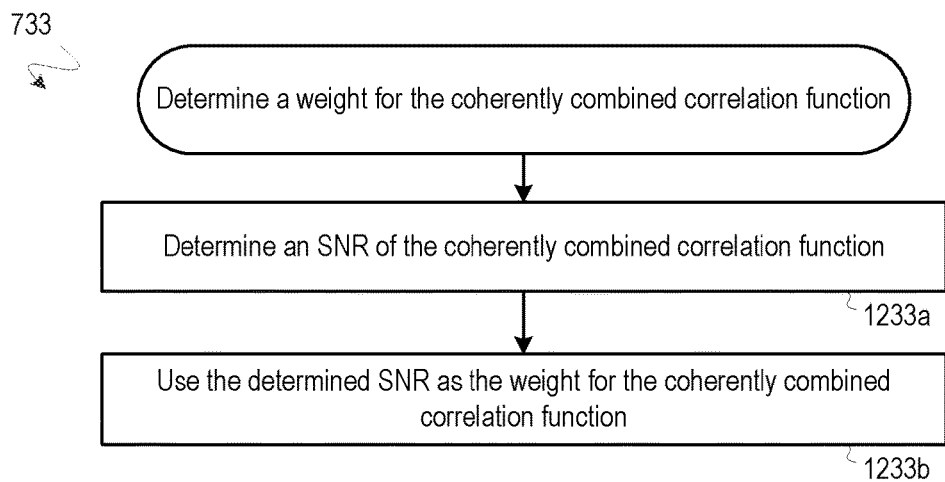 733
Determine a weight for the coherently combined correlation function
Determine an SNR of the coherently combined correlation function
1233a
Use the determined SNR as the weight for the coherently combined
correlation function
1233b